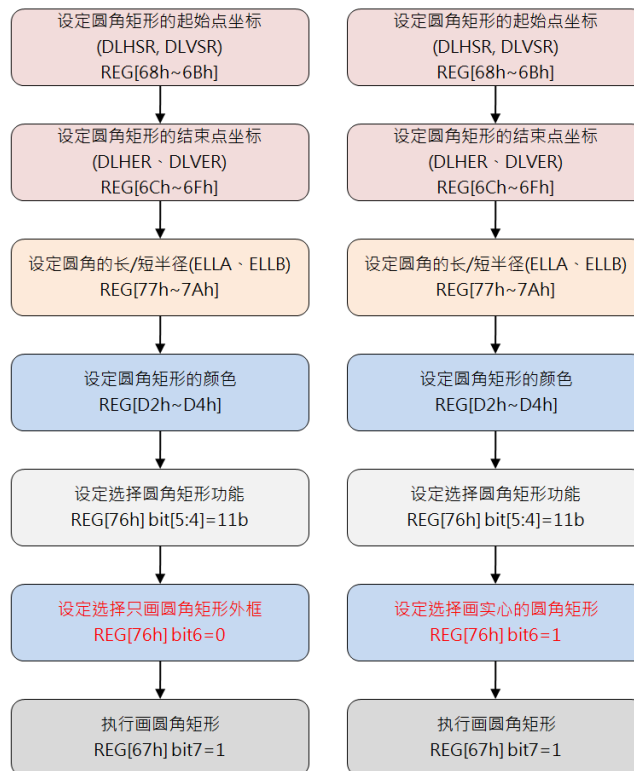 设定圆角矩形的起始点坐标
(DLHSR, DLVSR)
REG[68h~6Bh]
设定圆角矩形的结束点坐标
(DLHER、DLVER)
REG[6Ch~6Fh]
设定圆角的长/短半径(ELLA、ELLB)
REG[77h~7Ah]
设定圆角矩形的颜色
REG[D2h~D4h]
设定选择圆角矩形功能
REG[76h] bit[5:4]=11b
设定选择只画圆角矩形外框
REG[76h] bit6=0
执行画圆角矩形
REG[67h] bit7=1
设定圆角矩形的起始点坐标
(DLHSR, DLVSR)
REG[68h~6Bh]
设定圆角矩形的结束点坐标
(DLHER、DLVER)
REG[6Ch~6Fh]
设定圆角的长/短半径(ELLA、ELLB)
REG[77h~7Ah]
设定圆角矩形的颜色
REG[D2h~D4h]
设定选择圆角矩形功能
REG[76h] bit[5:4]=11b
设定选择画实心的圆角矩形
REG[76h] bit6=1
执行画圆角矩形
REG[67h] bit7=1